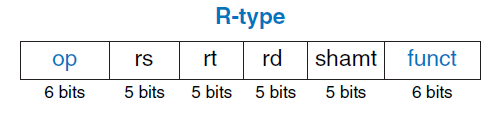 R-type
op rs rt rd shamt funct
6 bits 5 bits 5 bits 5 bits 5 bits 6 bits